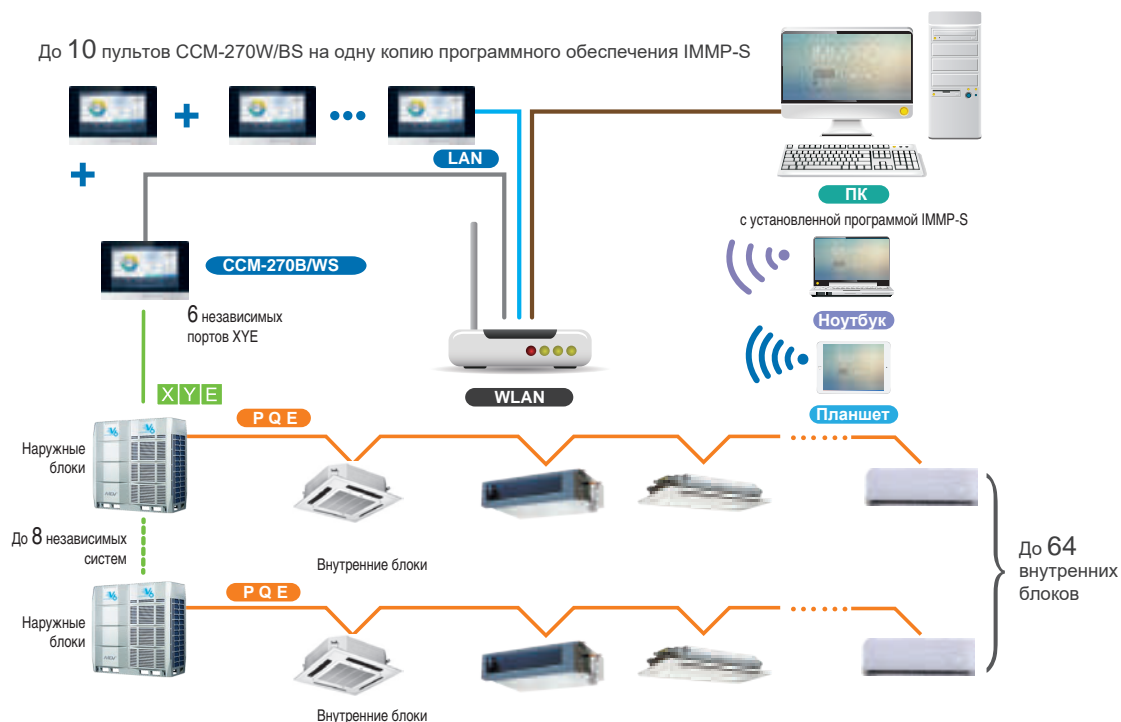 До 10 пультов CCM-270W/BS на одну копию программного обеспечения IMMP-S
LAN
ПК
с установленной программой IMMP-S
CCM-270B/WS
6 независимых
портов XYE
Ноутбук
WLAN
Планшет
X Y E
P Q E
Наружные
блоки
До 8 независимых
систем
Внутренние блоки
До 64
внутренних
блоков
P Q E
Наружные
блоки
Внутренние блоки